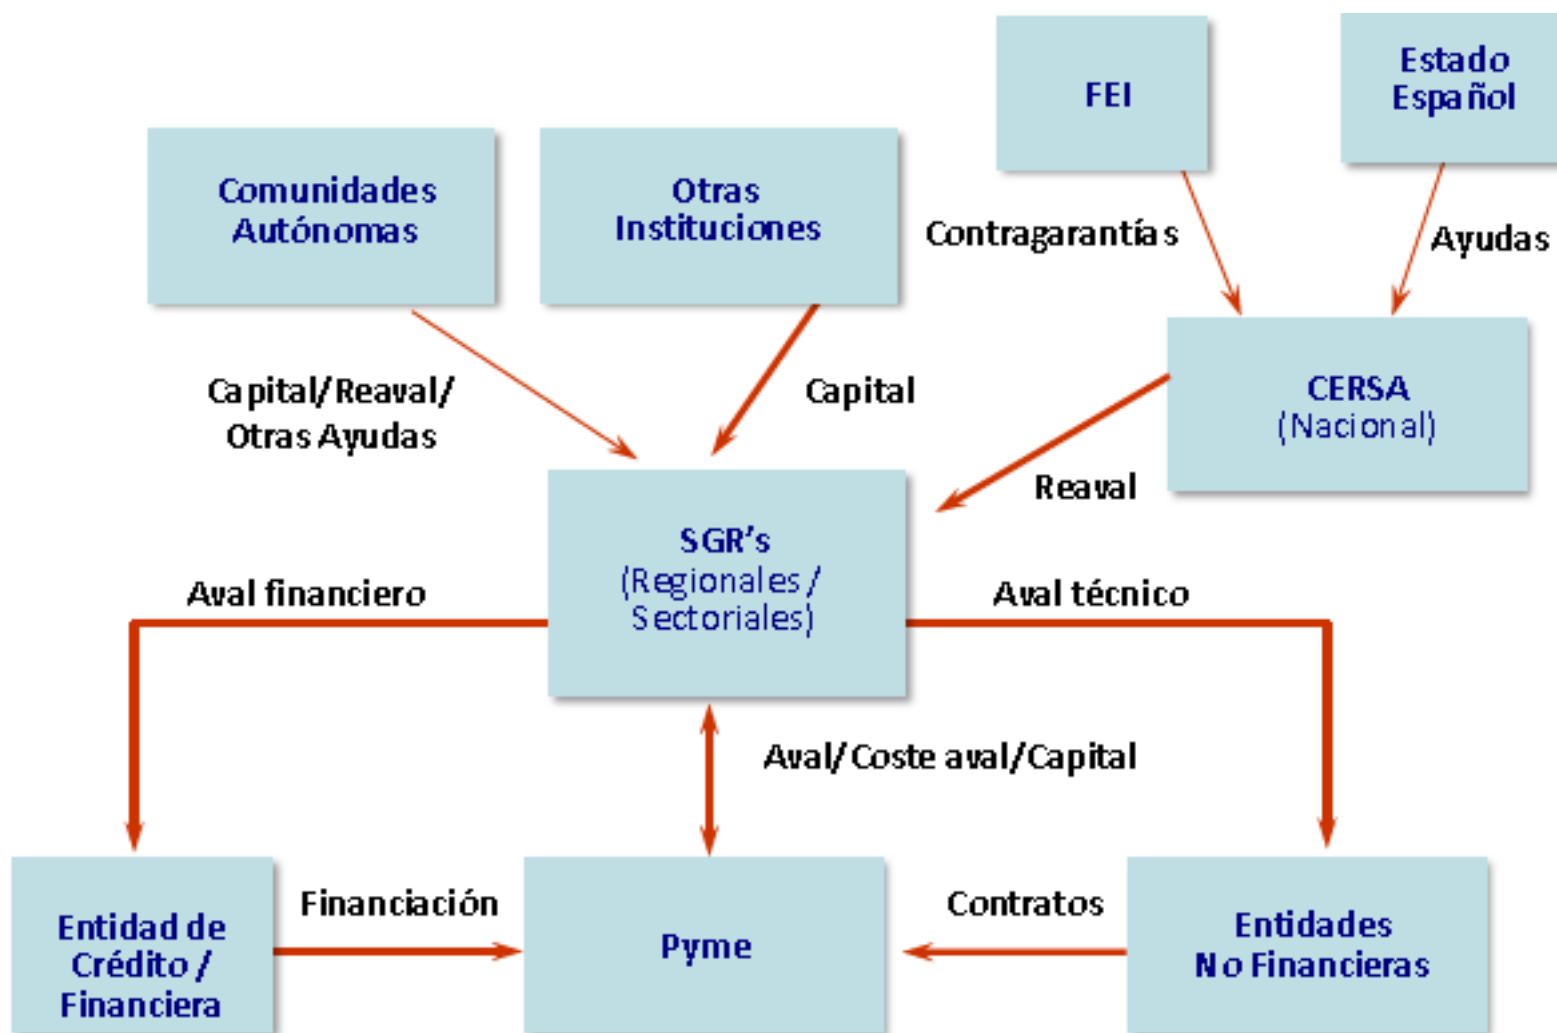 FEI
Estado
Español
Comunidades
Autónomas
Otras
Instituciones
Contragarantías
Ayudas
Capital/Reaval/
Otras Ayudas
Capital
CERSA
(Nacional)
Reaval
SGR's
(Regionales /
Sectoriales)
Aval financiero
Aval técnico
Aval/Coste aval/Capital
Financiación
Contratos
Entidad de
Crédito /
Financiera
Pyme
Entidades
No Financieras